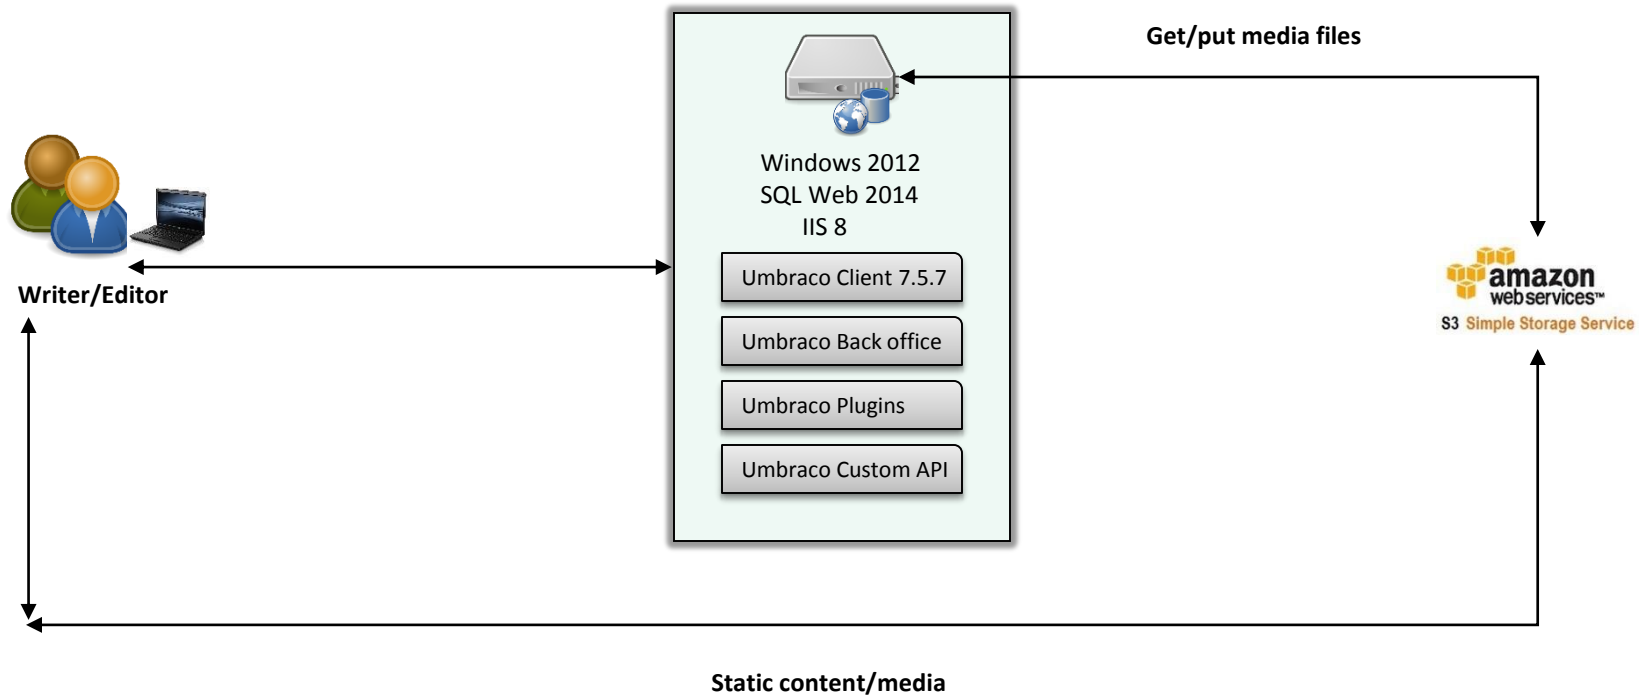 Get/put media files
Windows 2012
SQL Web 2014
IIS 8
Writer/Editor
Umbraco Client 7.5.7
Umbraco Back office
Umbraco Plugins
Umbraco Custom API
amazon
webservices™
S3 Simple Storage Service
Static content/media